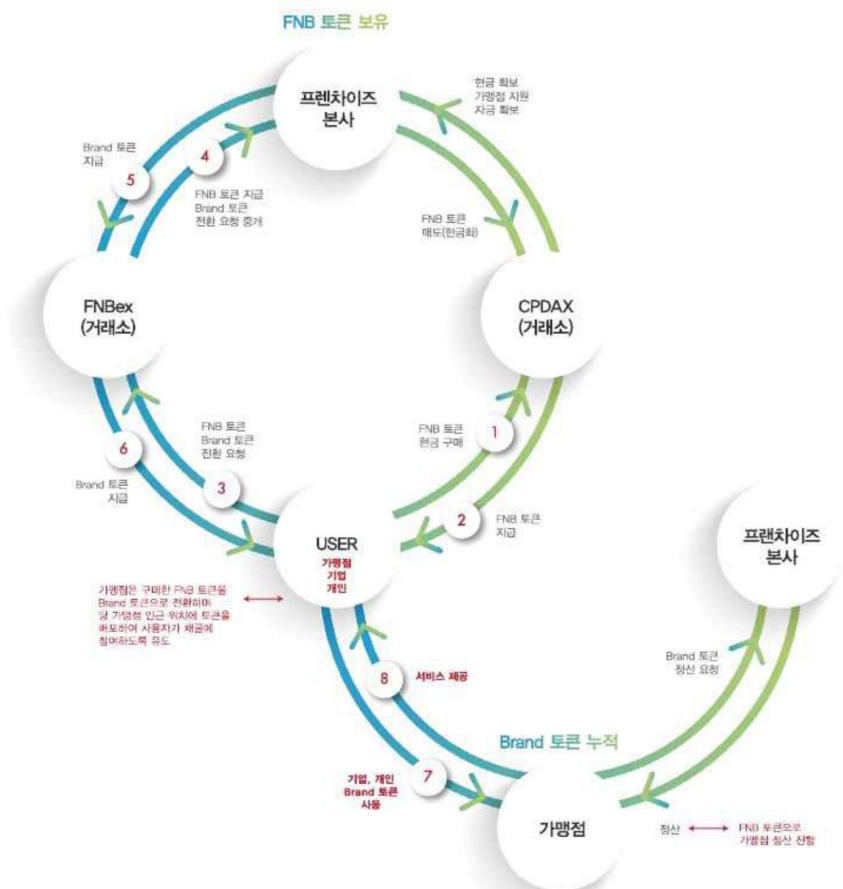 FNB 토큰 보유
프렌차이즈
본사
현금 확보
가맹점 지원
자금 확보
Brand 토큰
지급
5
4
FNB 토큰 지급
Brand 토큰
전환 요청 중개
FNB 토큰
매도(현금화)
FNBex
(거래소)
CPDAX
(거래소)
FNB 토큰
Brand 토큰
전환 요청
FNB 토큰
현금 구매
1
6
Brand 토큰
지급
3
2
FNB 토큰
지급
USER
가맹점
기업
개인
프랜차이즈
본사
가맹점은 구매한 FNB 토큰을
Brand 토큰으로 전환하며
당 가맹점 인근 위치에 토큰을
배포하여 사용자가 채굴에
참여하도록 유도
8
서비스 제공
Brand 토큰
정산 요청
Brand 토큰 누적
7
기업, 개인
Brand 토큰
사용
가맹점
정산
FNB 토큰으로
가맹점 정산 진행